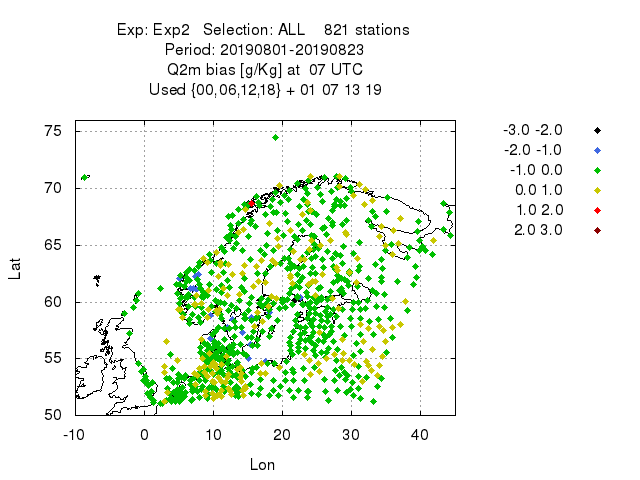 Exp: Exp2 Selection: ALL 821 stations
Period: 20190801-20190823
Q2m bias [g/Kg] at 07 UTC
Used {00,06,12,18} + 01 07 13 19
-3.0 -2.0
-2.0 -1.0
-1.0 0.0
0.0 1.0
1.0 2.0
2.0 3.0
75
70
65
60
55
50
Lat
-10 0 10 20 30 40
Lon